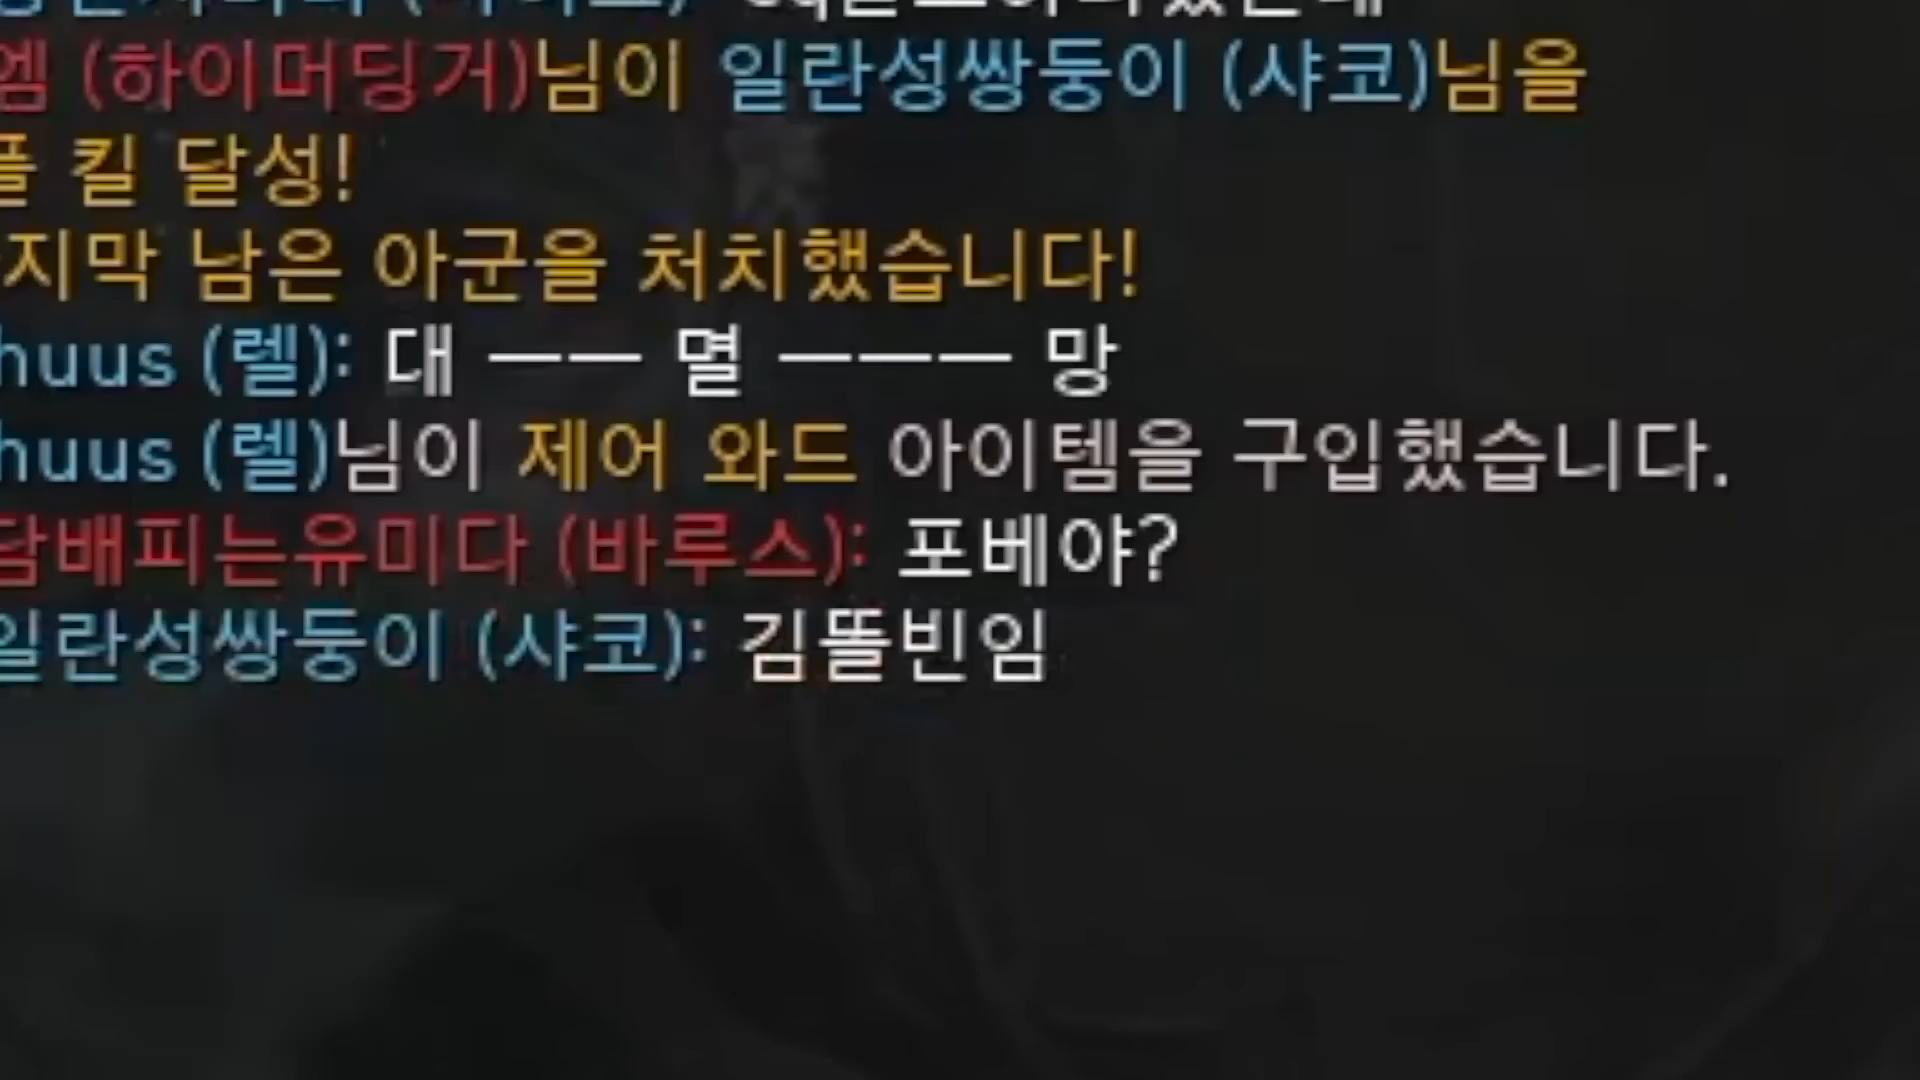 엠 (하이머딩거)님이 일란성쌍둥이 (샤코)님을
플 킬 달성!
지막 남은 아군을 처치했습니다!
huus (렐): 대 ㅡㅡ 멸 ㅡㅡㅡ 망
huus (렐)님이 제어 와드 아이템을 구입했습니다.
담배피는유미다 (바루스): 포베야?
일란성쌍둥이 (샤코): 김뜔빈임